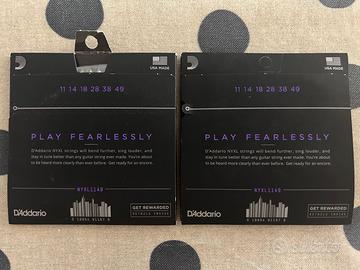 USA MADE
11 14 18 28 38 49
PLAY FEARLESSLY
D'Addario NYXL strings will bend further, sing louder, and
stay in tune better than any guitar string ever made. You're about
to be heard more clearly than ever before. Get ready for an encore.
NYXL1149
D'Addario
GET REWARDED
DETAILS INSIDE
USA MADE
11 14 18 28 38 49
PLAY FEARLESSLY
D'Addario NYXL strings will bend further, sing louder, and
stay in tune better than any guitar string ever made. You're about
to be heard more clearly than ever before. Get ready for an encore.
NYXL1149
D'Addario
GET REWARDED
DETAILS INSIDE
subito